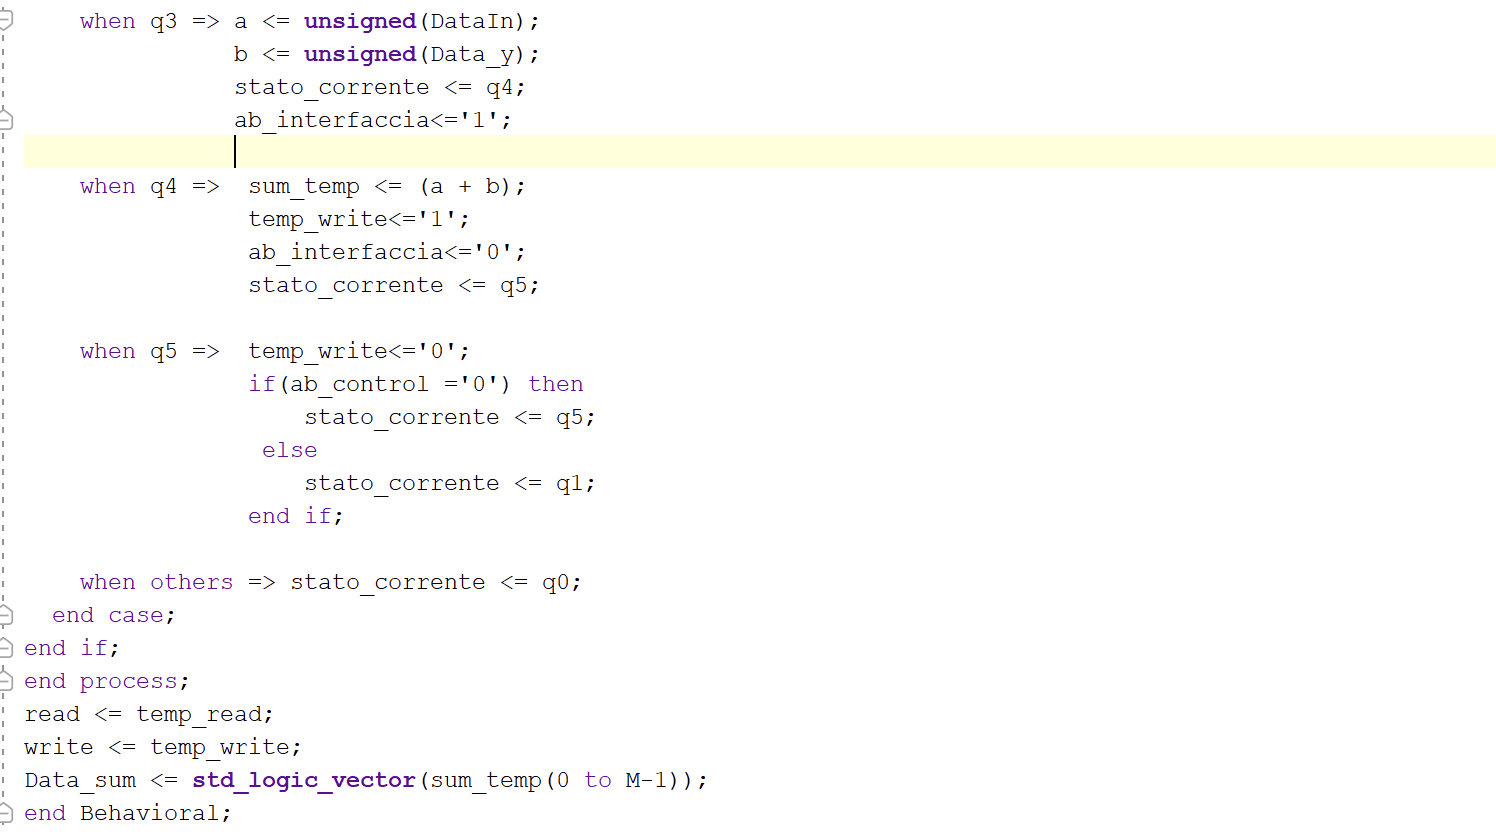 when q3 => a <= unsigned(DataIn);
b <= unsigned(Data_y);
stato_corrente <= q4;
ab_interfaccia<='1';
when q4 => sum_temp <= (a + b);
temp_write<='1';
ab_interfaccia<='0';
stato_corrente <= q5;
when q5 => temp_write<='0';
if(ab_control ='0') then
stato_corrente <= q5;
else
stato_corrente <= q1;
end if;
when others => stato_corrente <= q0;
end case;
end if;
end process;
read <= temp_read;
write <= temp_write;
Data_sum <= std_logic_vector(sum_temp(0 to M-1));
end Behavioral;